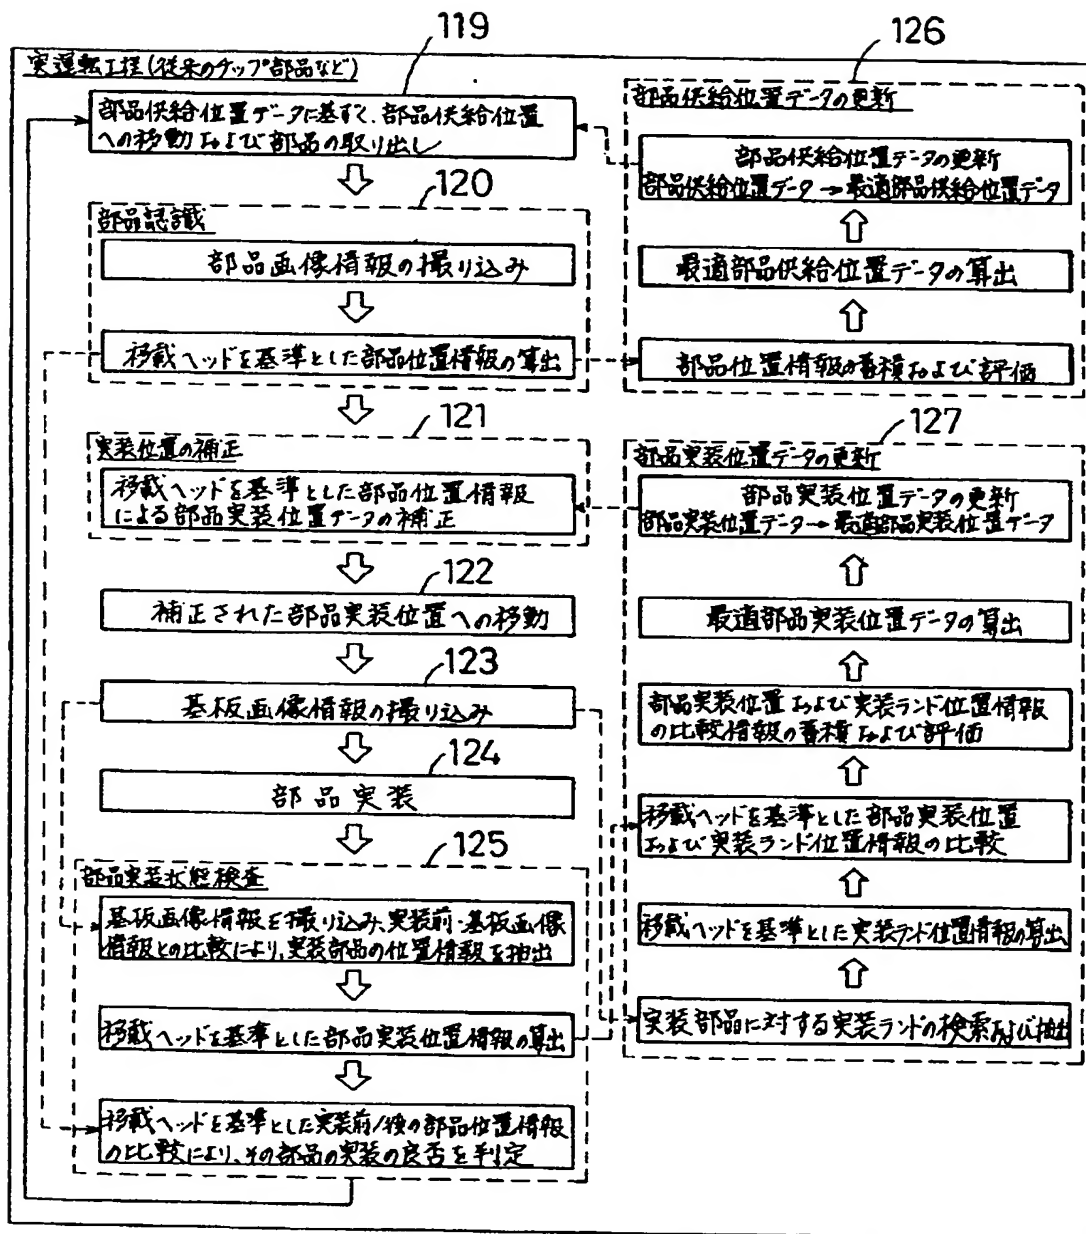 119
実運転工程(従来のチップ部品など)
部品供給位置データに基ずく、部品供給位置
への移動および部品の取り出し
120
部品認識
部品画像情報の撮り込み
移載ヘッドを基準とした部品位置情報の算出
121
実装位置の補正
移載ヘッドを基準とした部品位置情報
による部品実装位置データの補正
122
補正された部品実装位置への移動
123
基板画像情報の撮り込み
124
部品実装
125
部品実装状態検査
基板画像情報を撮り込み、実装前・基板画像
情報との比較により、実装部品の位置情報を抽出
移載ヘッドを基準とした部品実装位置情報の算出
移載ヘッドを基準とした実装前/後の部品位置情報
の比較により、その部品の実装の良否を判定
126
部品供給位置データの更新
部品供給位置データの更新
部品供給位置データ→最適部品供給位置データ
最適部品供給位置データの算出
部品位置情報の蓄積および評価
127
部品実装位置データの更新
部品実装位置データの更新
部品実装位置データ→最適部品実装位置データ
最適部品実装位置データの算出
部品実装位置および実装ランド位置情報
の比較情報の蓄積および評価
移載ヘッドを基準とした部品実装位置
および実装ランド位置情報の比較
移載ヘッドを基準とした実装ランド位置情報の算出
実装部品に対する実装ランドの検索および抽出